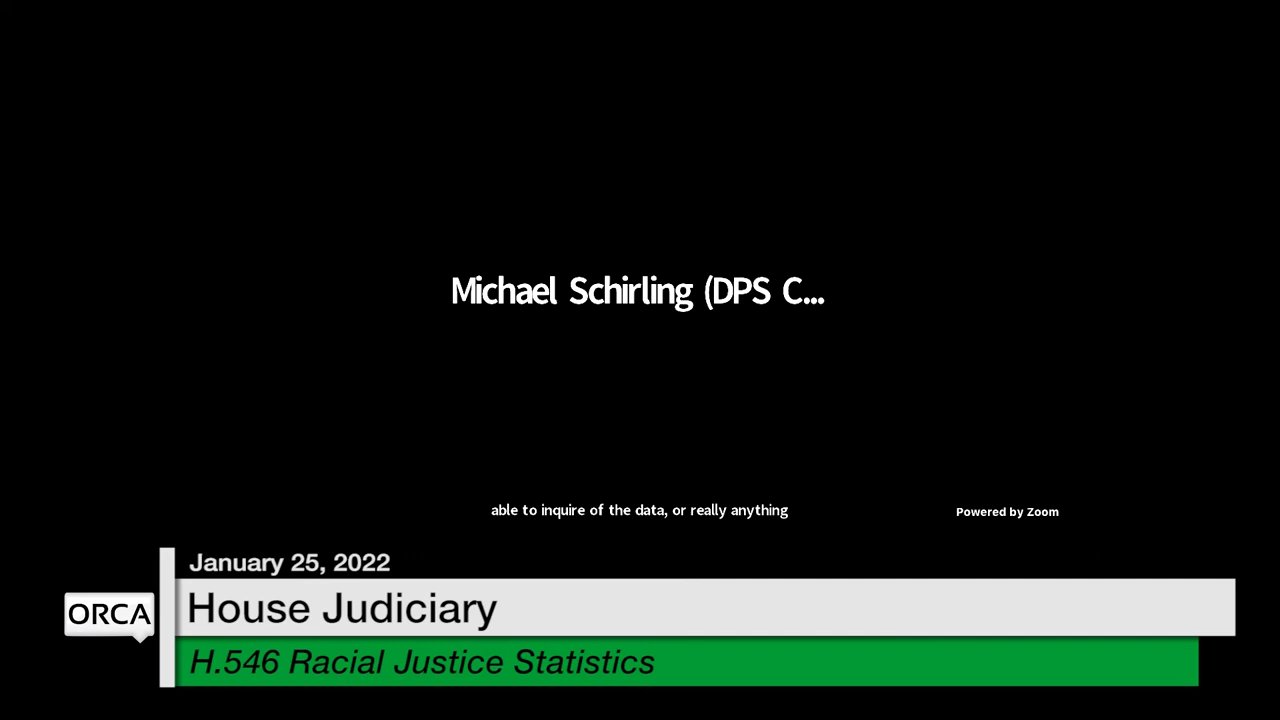 Michael Schirling (DPS C...
able to inquire of the data, or really anything
Powered by Zoom
January 25, 2022
ORCA
House Judiciary
H.546 Racial Justice Statistics